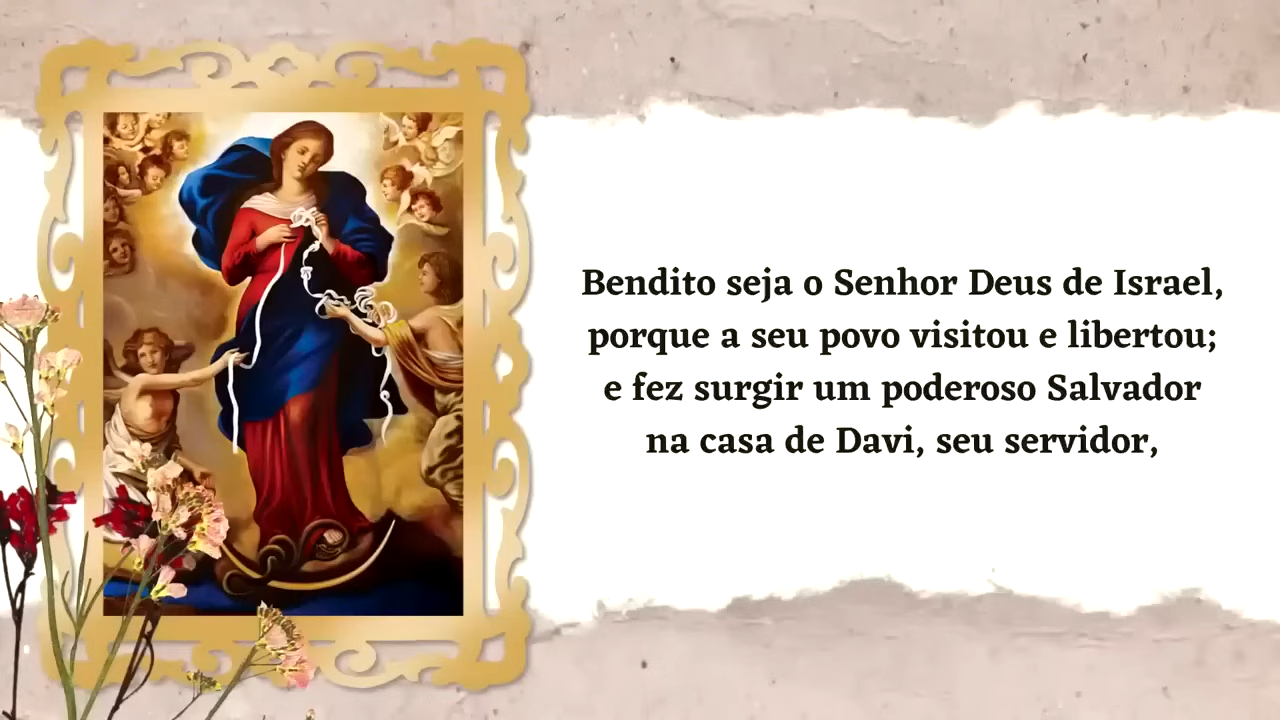 Bendito seja o Senhor Deus de Israel,
porque a seu povo visitou e libertou;
e fez surgir um poderoso Salvador
na casa de Davi, seu servidor,